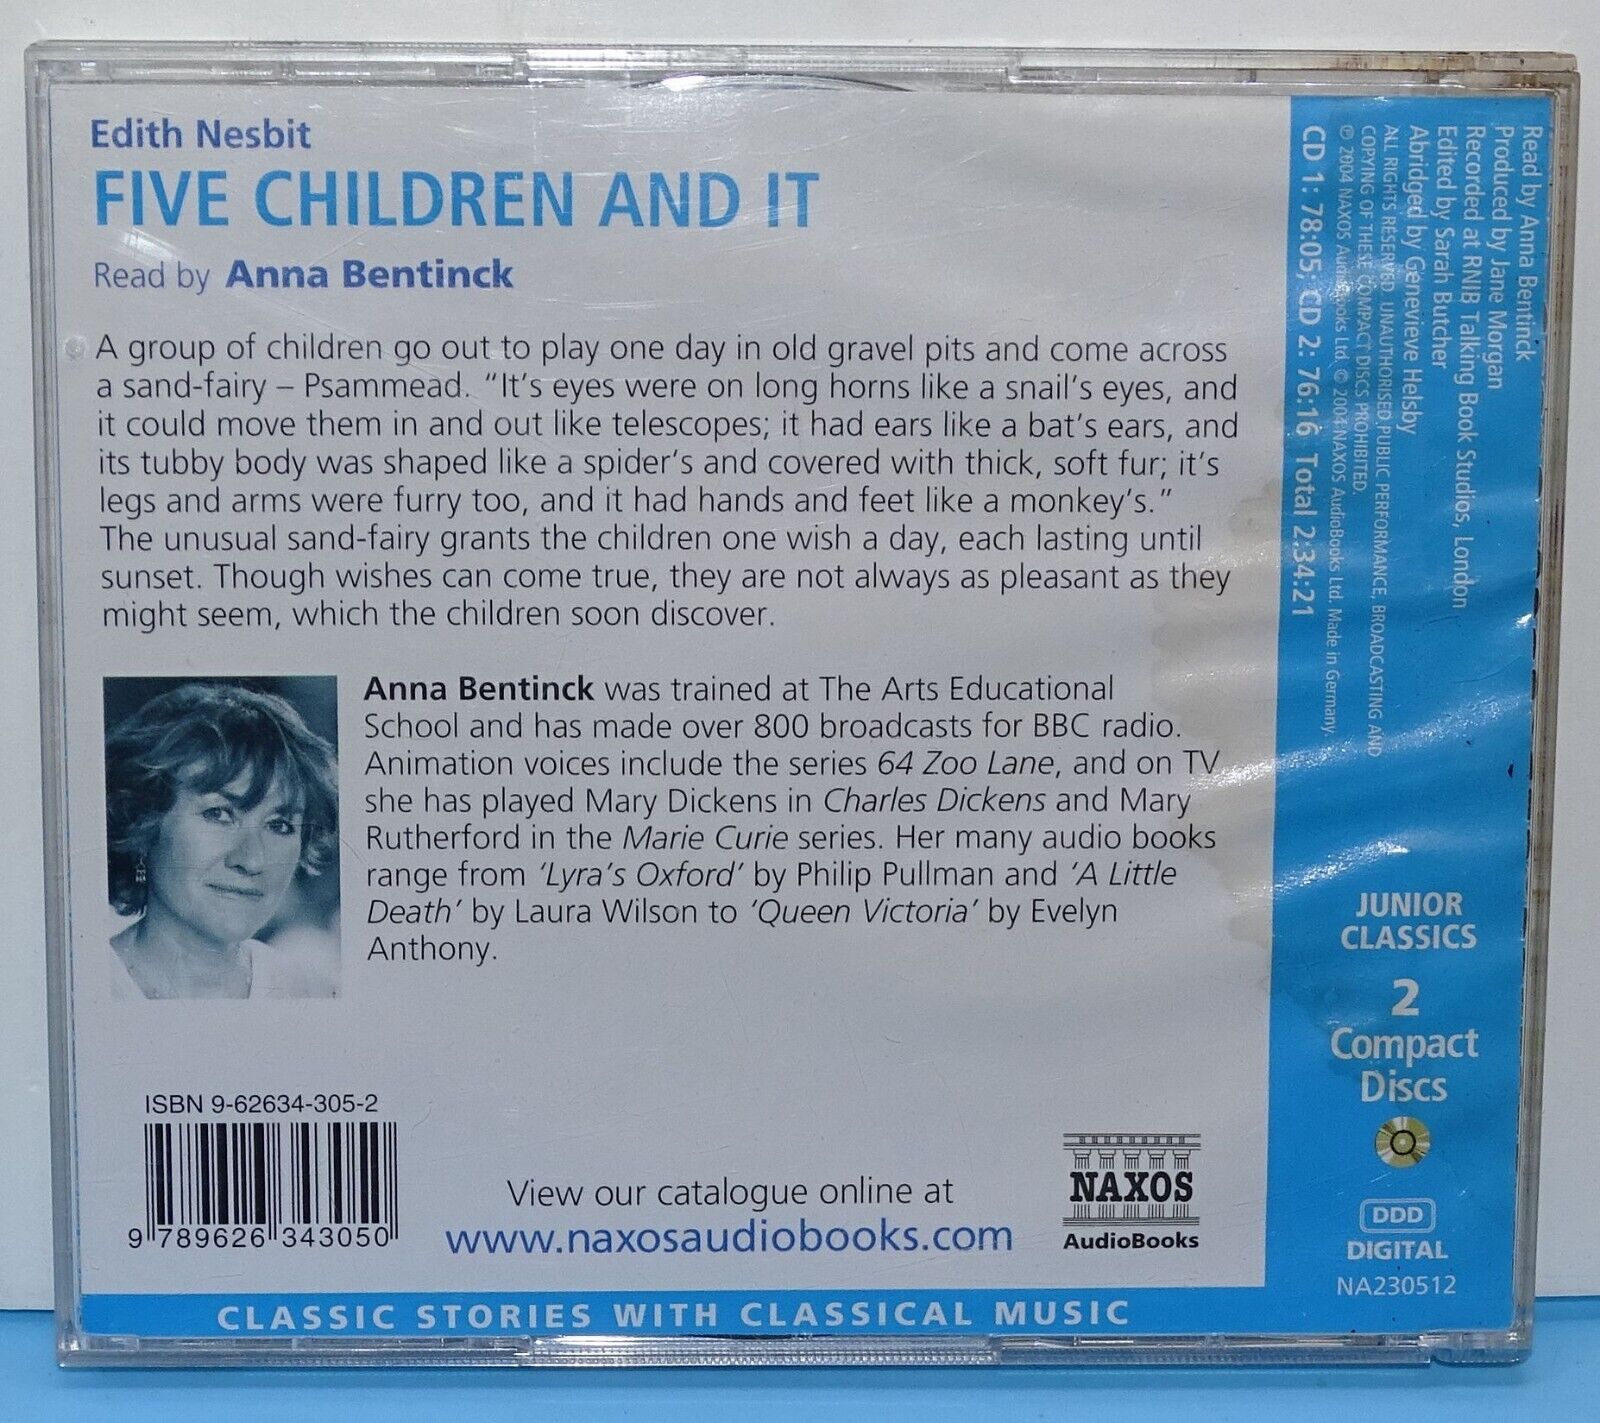 Edith Nesbit
FIVE CHILDREN AND IT
Read by Anna Bentinck
A group of children go out to play one day in old gravel pits and come across
a sand-fairy – Psammead. “It’s eyes were on long horns like a snail’s eyes, and
it could move them in and out like telescopes; it had ears like a bat’s ears, and
its tubby body was shaped like a spider’s and covered with thick, soft fur; it’s
legs and arms were furry too, and it had hands and feet like a monkey’s.”
The unusual sand-fairy grants the children one wish a day, each lasting until
sunset. Though wishes can come true, they are not always as pleasant as they
might seem, which the children soon discover.
Anna Bentinck was trained at The Arts Educational
School and has made over 800 broadcasts for BBC radio.
Animation voices include the series 64 Zoo Lane, and on TV
she has played Mary Dickens in Charles Dickens and Mary
Rutherford in the Marie Curie series. Her many audio books
range from ‘Lyra’s Oxford’ by Philip Pullman and ‘A Little
Death’ by Laura Wilson to ‘Queen Victoria’ by Evelyn
Anthony.
ISBN 9-62634-305-2
9 789626 343050
View our catalogue online at
www.naxosaudiobooks.com
NAXOS
AudioBooks
CLASSIC STORIES WITH CLASSICAL MUSIC
Read by Anna Bentinck
Produced by Jane Morgan
Recorded at RNIB Talking Book Studios, London
Edited by Sarah Butcher
Abridged by Genevieve Helsby
ALL RIGHTS RESERVED. UNAUTHORISED PUBLIC PERFORMANCE, BROADCASTING AND
COPYING OF THESE COMPACT DISCS PROHIBITED.
℗ 2004 NAXOS AudioBooks Ltd. © 2004 NAXOS AudioBooks Ltd. Made in Germany
CD 1: 78:05; CD 2: 76:16 Total 2:34:21
JUNIOR
CLASSICS
2
Compact
Discs
DDD
DIGITAL
NA230512